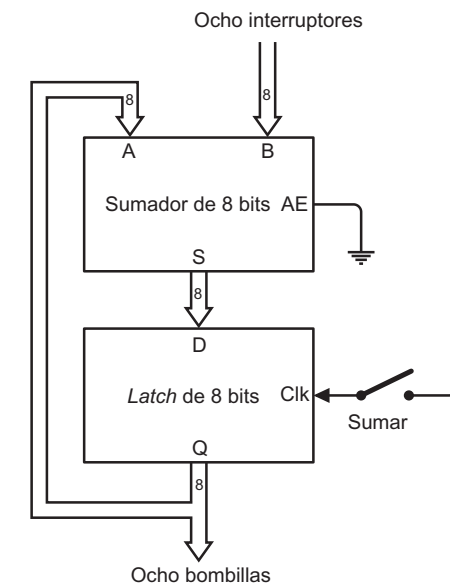 Ocho interruptores
8
8
A
B
Sumador de 8 bits
AE
S
8
D
Latch de 8 bits
Clk
Sumar
Q
8
Ocho bombillas